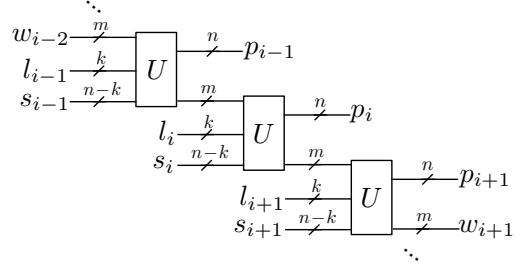 ⋱
w_{i−2} m n p_{i−1}
l_{i−1} k U
s_{i−1} n−k m n p_i
l_i k U
s_i n−k m n p_{i+1}
l_{i+1} k U
s_{i+1} n−k m w_{i+1}
⋱